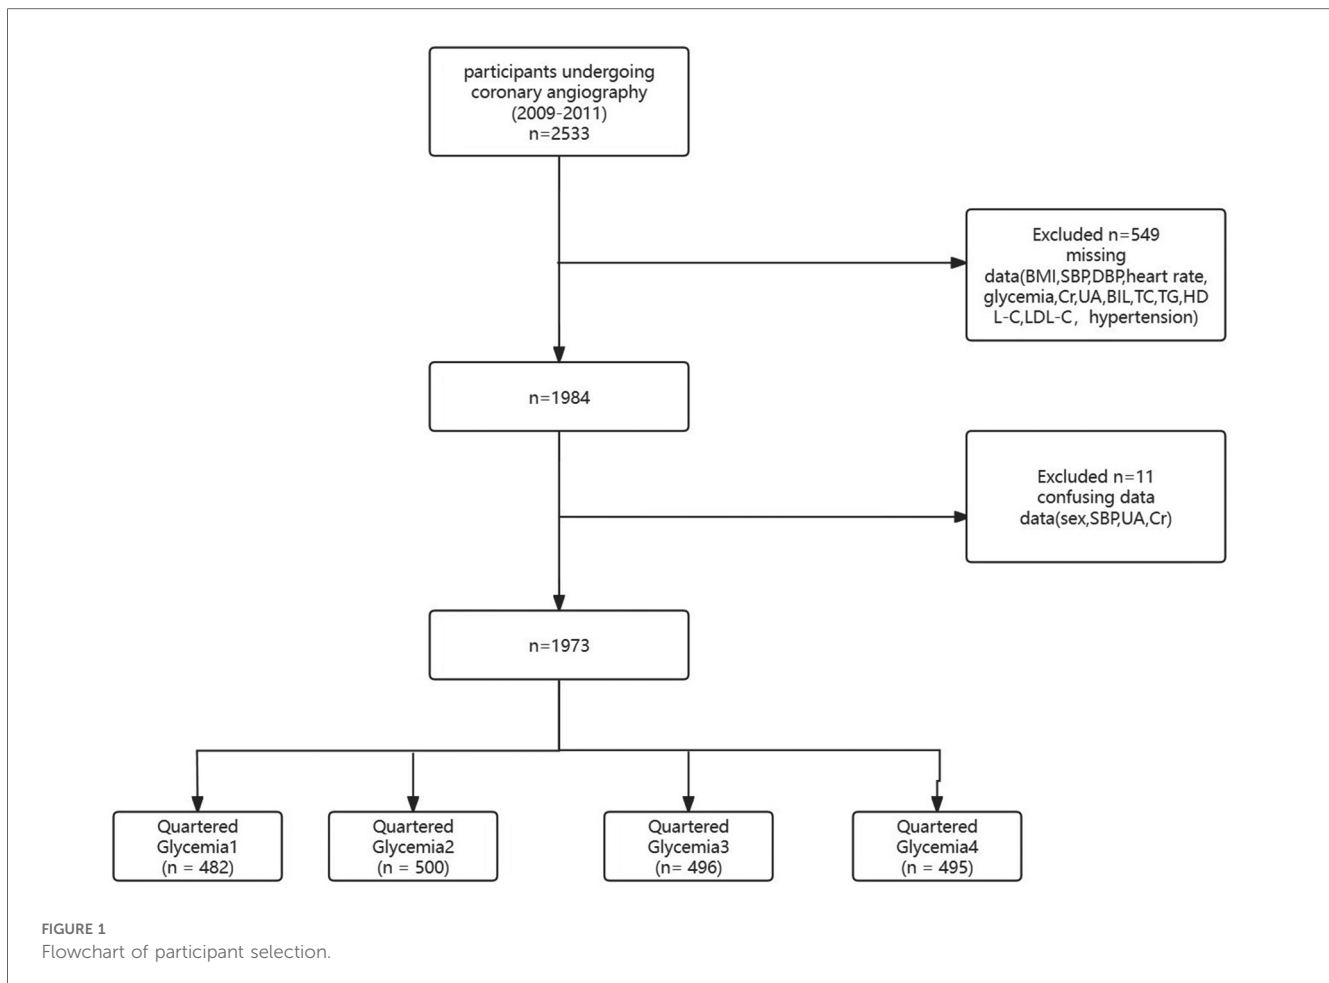 participants undergoing
coronary angiography
(2009-2011)
n=2533
Excluded n=549
missing
data(BMI,SBP,DBP,heart rate,
glycemia,Cr,UA,BIL,TC,TG,HD
L-C,LDL-C，hypertension)
n=1984
Excluded n=11
confusing data
data(sex,SBP,UA,Cr)
n=1973
Quartered
Glycemia1
(n = 482)
Quartered
Glycemia2
(n = 500)
Quartered
Glycemia3
(n= 496)
Quartered
Glycemia4
(n = 495)
FIGURE 1
Flowchart of participant selection.